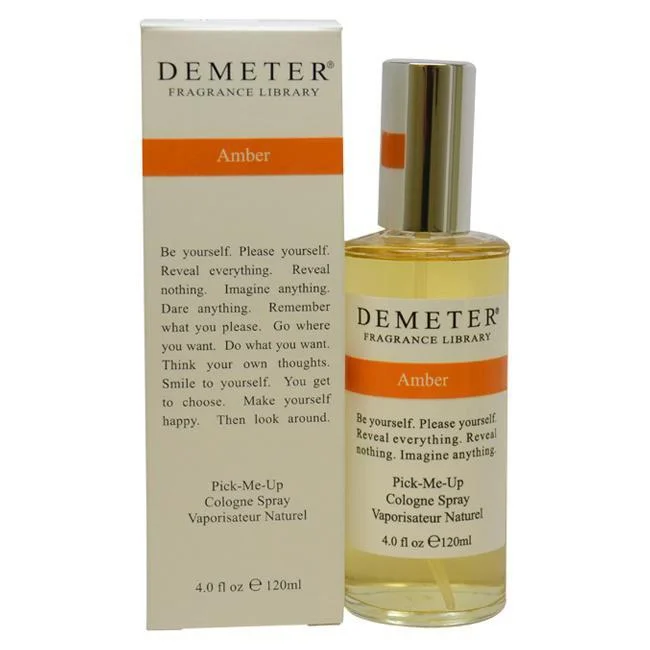 DEMETER®
FRAGRANCE LIBRARY
Amber
Be yourself. Please yourself.
Reveal everything. Reveal
nothing. Imagine anything.
Dare anything. Remember
what you please. Go where
you want. Do what you want.
Think your own thoughts.
Smile to yourself. You get
to choose. Make yourself
happy. Then look around.
Pick-Me-Up
Cologne Spray
Vaporisateur Naturel
4.0 fl oz ℮ 120ml
DEMETER®
FRAGRANCE LIBRARY
Amber
Be yourself. Please yourself.
Reveal everything. Reveal
nothing. Imagine anything.
Pick-Me-Up
Cologne Spray
Vaporisateur Naturel
4.0 fl oz ℮120ml